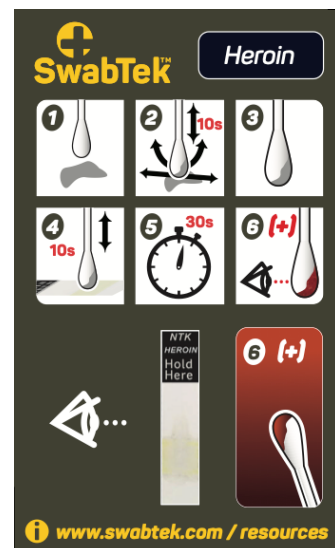 SwabTek™
Heroin
1
2
10s
3
4
10s
5
30s
6 (+)
NTK
HEROIN
Hold
Here
6 (+)
i www.swabtek.com / resources